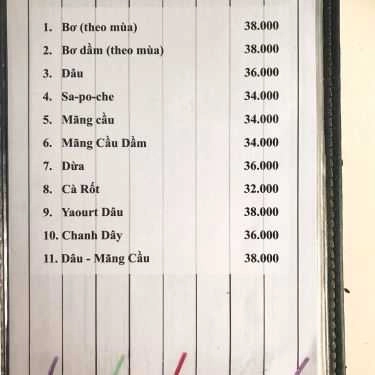 1. Bơ (theo mùa) 38.000
2. Bơ dầm (theo mùa) 38.000
3. Dâu 36.000
4. Sa-po-che 34.000
5. Mãng cầu 34.000
6. Mãng Cầu Dầm 34.000
7. Dừa 36.000
8. Cà Rốt 32.000
9. Yaourt Dâu 38.000
10. Chanh Dây 36.000
11. Dâu - Mãng Cầu 38.000